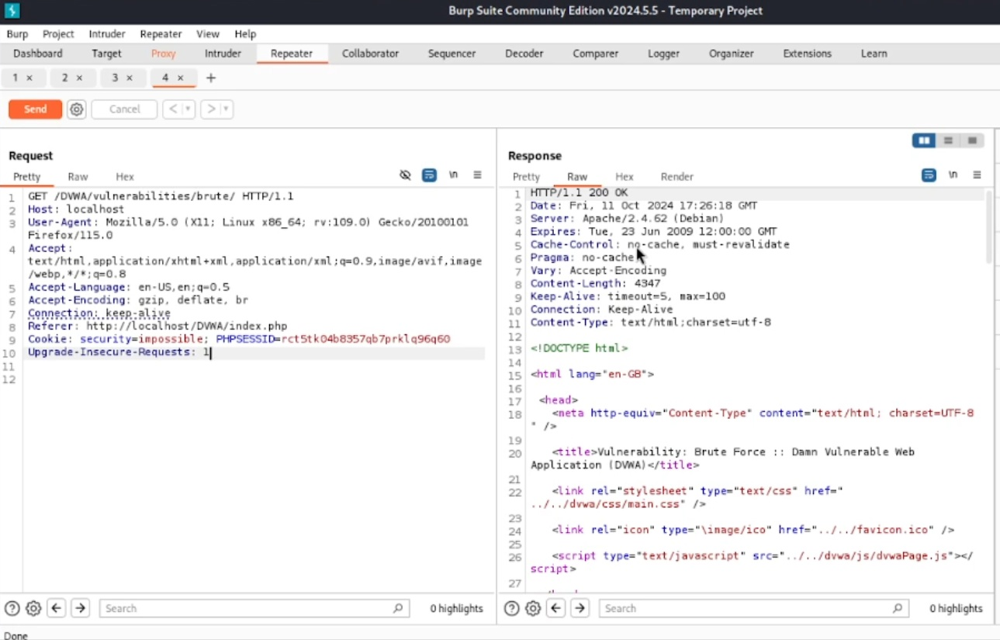 Burp Suite Community Edition v2024.5.5 - Temporary Project
Burp Project Intruder Repeater View Help
Dashboard Target Proxy Intruder Repeater Collaborator Sequencer Decoder Comparer Logger Organizer Extensions Learn
1 × 2 × 3 × 4 × +
Send Cancel < >
Request
Pretty Raw Hex \n
1 GET /DVWA/vulnerabilities/brute/ HTTP/1.1
2 Host: localhost
3 User-Agent: Mozilla/5.0 (X11; Linux x86_64; rv:109.0) Gecko/20100101
Firefox/115.0
4 Accept:
text/html,application/xhtml+xml,application/xml;q=0.9,image/avif,image
/webp,*/*;q=0.8
5 Accept-Language: en-US,en;q=0.5
6 Accept-Encoding: gzip, deflate, br
7 Connection: keep-alive
8 Referer: http://localhost/DVWA/index.php
9 Cookie: security=impossible; PHPSESSID=rct5tk04b8357qb7prklq96q60
10 Upgrade-Insecure-Requests: 1
11
12
Search 0 highlights
Response
Pretty Raw Hex Render \n
1 HTTP/1.1 200 OK
2 Date: Fri, 11 Oct 2024 17:26:18 GMT
3 Server: Apache/2.4.62 (Debian)
4 Expires: Tue, 23 Jun 2009 12:00:00 GMT
5 Cache-Control: no-cache, must-revalidate
6 Pragma: no-cache
7 Vary: Accept-Encoding
8 Content-Length: 4347
9 Keep-Alive: timeout=5, max=100
10 Connection: Keep-Alive
11 Content-Type: text/html;charset=utf-8
12
13 <!DOCTYPE html>
14
15 <html lang="en-GB">
16
17 <head>
18 <meta http-equiv="Content-Type" content="text/html; charset=UTF-8
" />
19
20 <title>Vulnerability: Brute Force :: Damn Vulnerable Web
Application (DVWA)</title>
21
22 <link rel="stylesheet" type="text/css" href="
../../dvwa/css/main.css" />
23
24 <link rel="icon" type="\image/ico" href="../../favicon.ico" />
25
26 <script type="text/javascript" src="../../dvwa/js/dvwaPage.js"></
script>
27
Search 0 highlights
Done